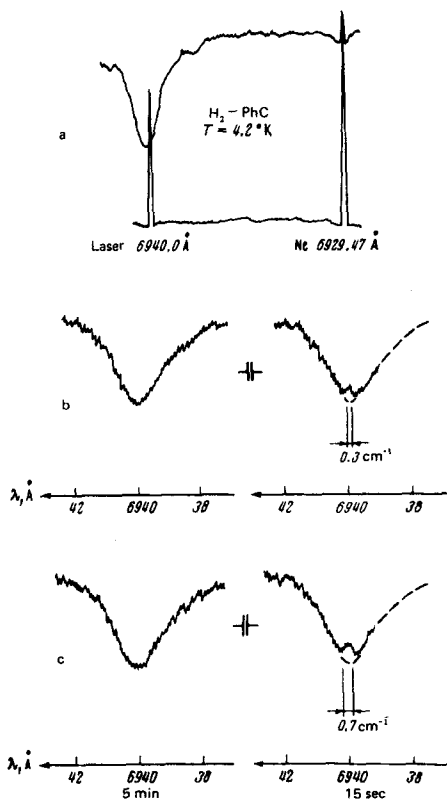 H₂ – PhC
T = 4.2°K
a
Laser 6940.0 Å
Ne 6929.47 Å
b
0.3 cm⁻¹
λ, Å 42 6940 38 42 6940 38
c
0.7 cm⁻¹
λ, Å 42 6940 38 42 6940 38
5 min 15 sec